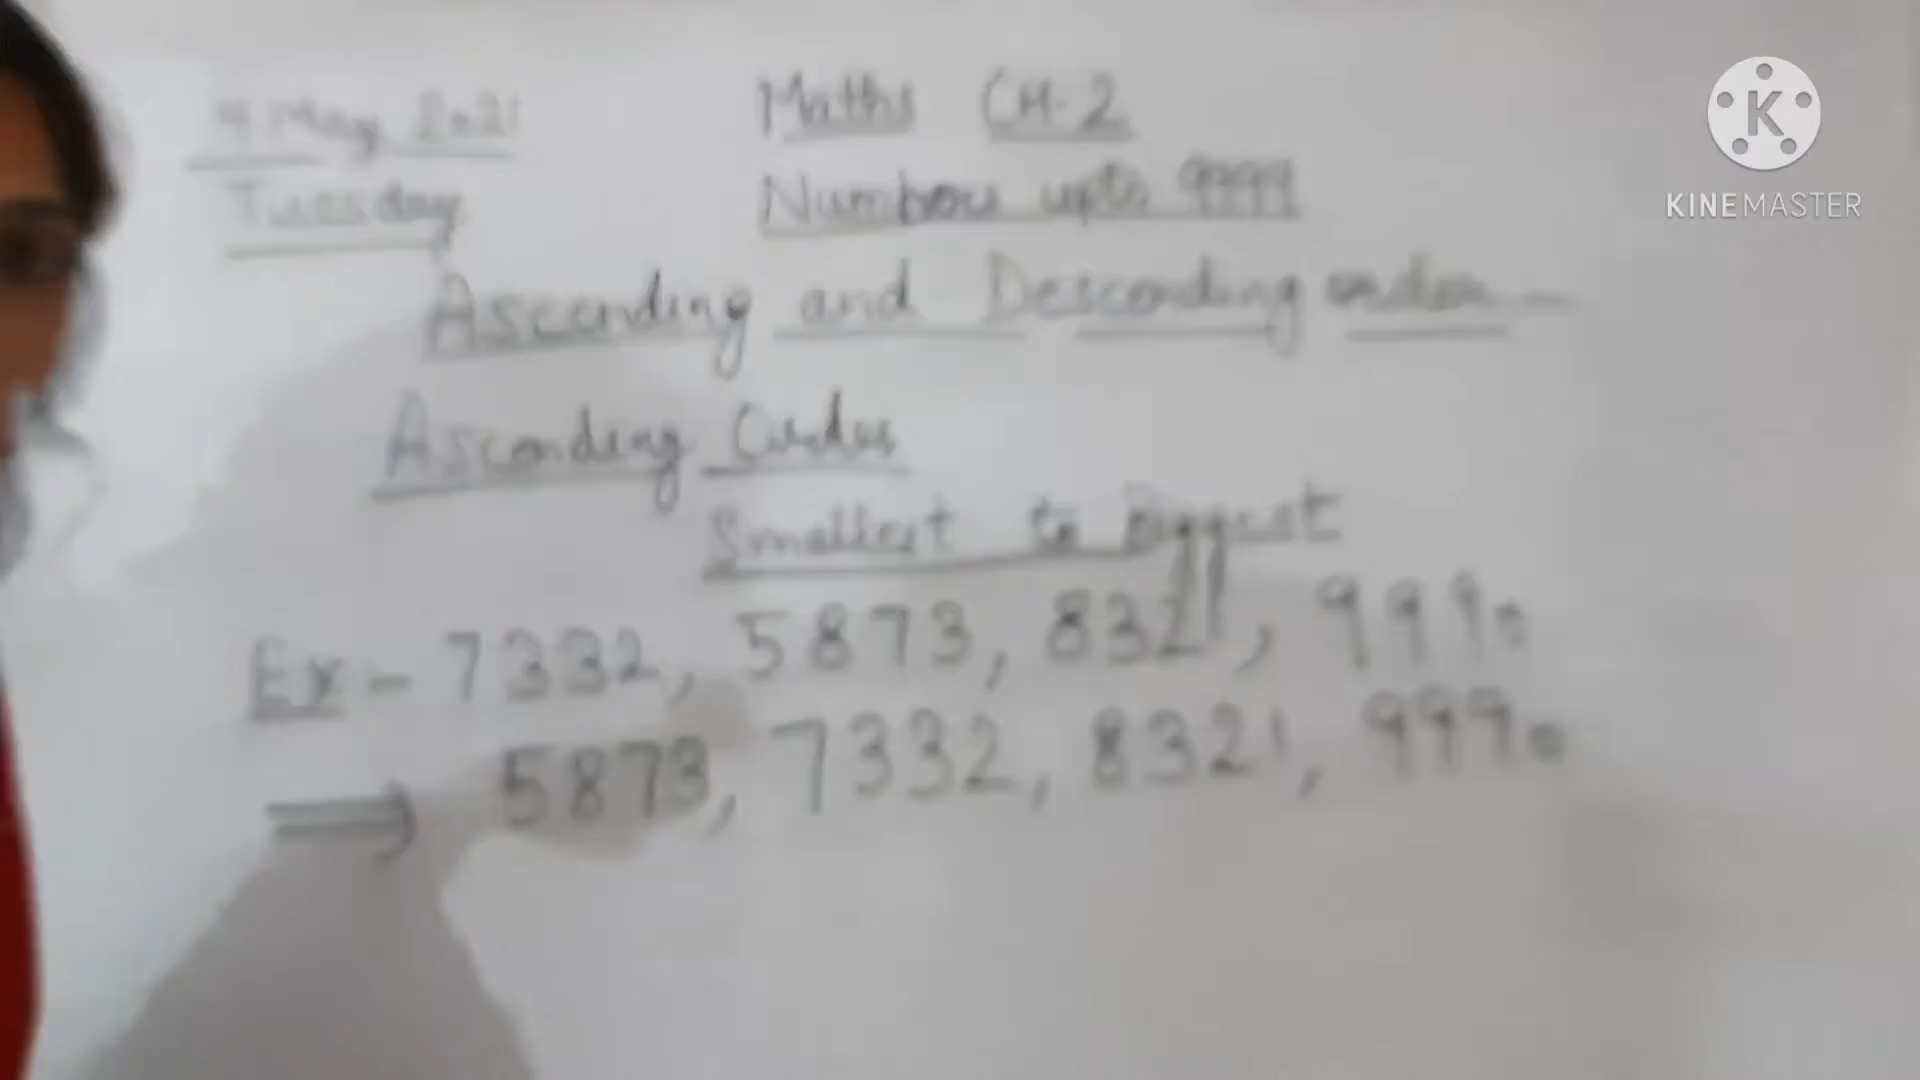 4 May 2021
Tuesday
Maths CH-2
Numbers upto 9999
Ascending and Descending order -
Ascending Order
Smallest to Biggest
Ex - 7332, 5873, 8321, 9990
⇒ 5873, 7332, 8321, 9990
K
KINEMASTER